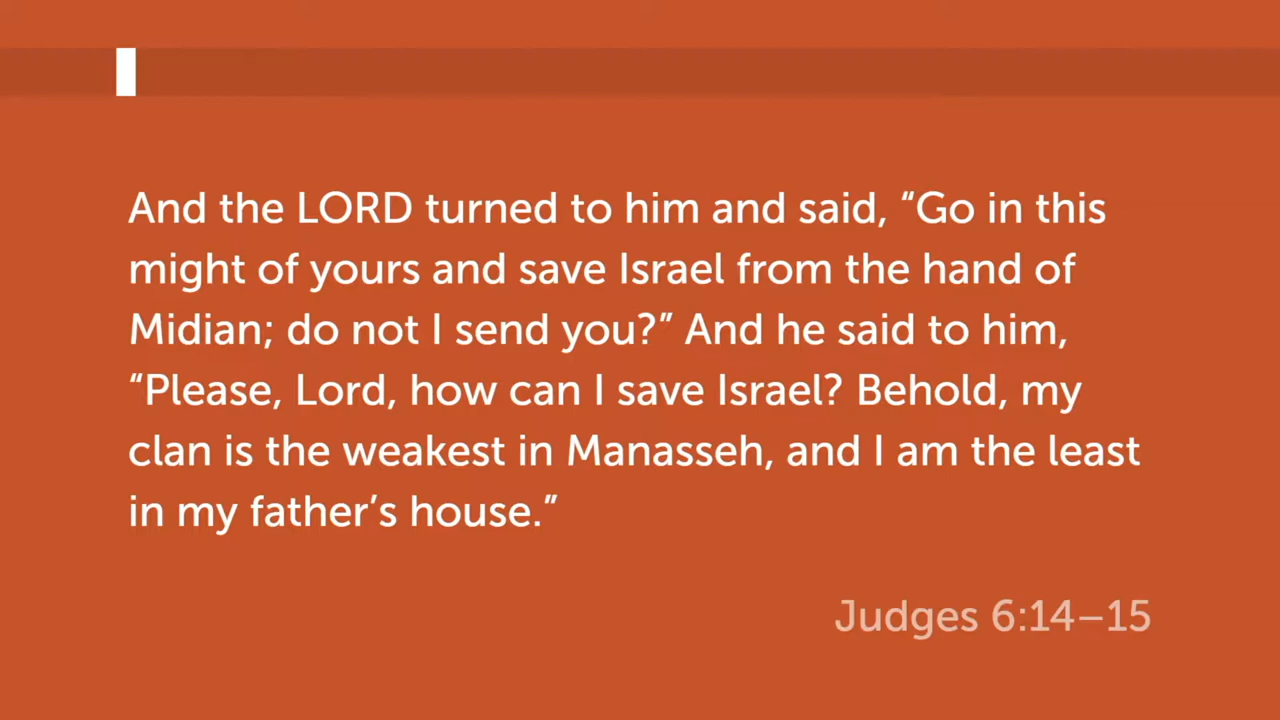 And the LORD turned to him and said, “Go in this
might of yours and save Israel from the hand of
Midian; do not I send you?” And he said to him,
“Please, Lord, how can I save Israel? Behold, my
clan is the weakest in Manasseh, and I am the least
in my father’s house.”
Judges 6:14–15